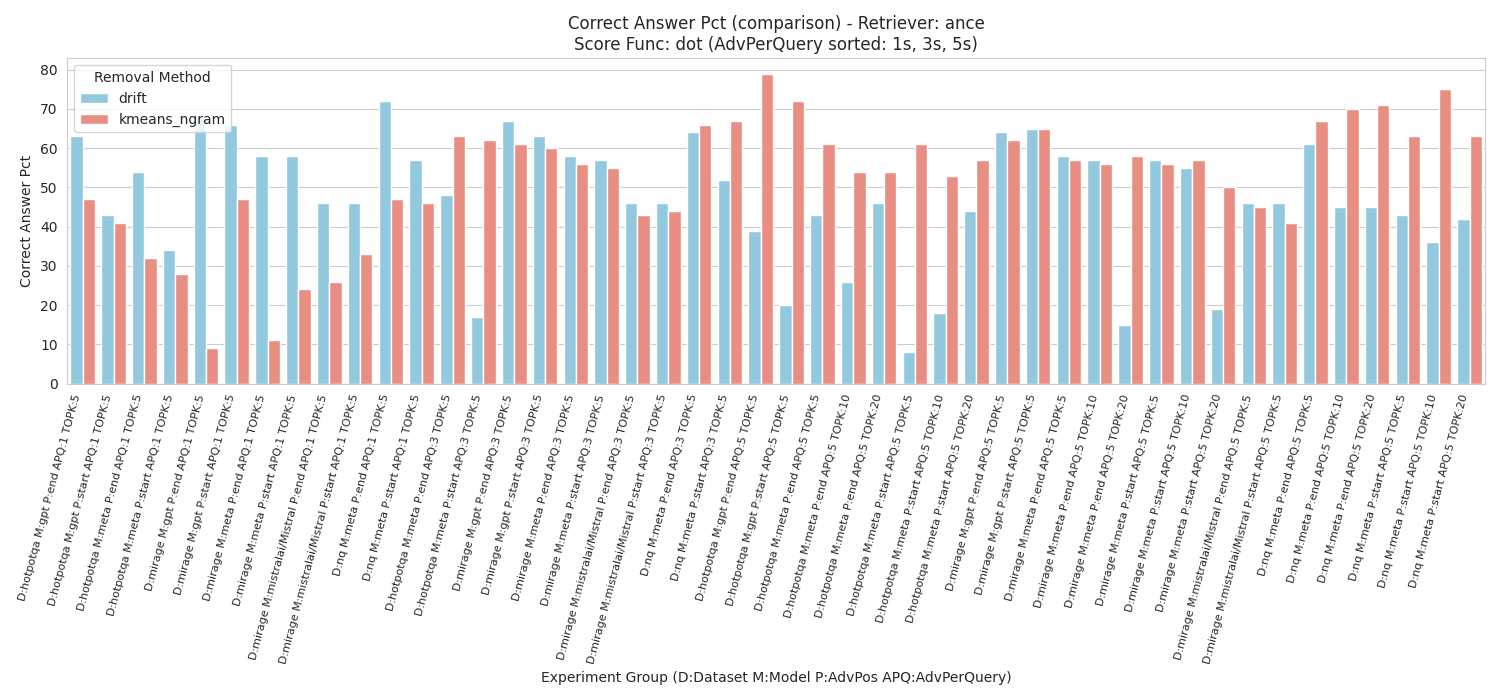 Correct Answer Pct (comparison) - Retriever: ance
Score Func: dot (AdvPerQuery sorted: 1s, 3s, 5s)
Removal Method
drift
kmeans_ngram
Correct Answer Pct
80
70
60
50
40
30
20
10
0
D:hotpotqa M:gpt P:end APQ:1 TOPK:5
D:hotpotqa M:gpt P:start APQ:1 TOPK:5
D:hotpotqa M:meta P:end APQ:1 TOPK:5
D:hotpotqa M:meta P:start APQ:1 TOPK:5
D:mirage M:gpt P:end APQ:1 TOPK:5
D:mirage M:gpt P:start APQ:1 TOPK:5
D:mirage M:meta P:end APQ:1 TOPK:5
D:mirage M:meta P:start APQ:1 TOPK:5
D:mirage M:mistralai/Mistral P:end APQ:1 TOPK:5
D:mirage M:mistralai/Mistral P:start APQ:1 TOPK:5
D:nq M:meta P:end APQ:1 TOPK:5
D:nq M:meta P:start APQ:1 TOPK:5
D:hotpotqa M:meta P:end APQ:3 TOPK:5
D:hotpotqa M:meta P:start APQ:3 TOPK:5
D:mirage M:gpt P:end APQ:3 TOPK:5
D:mirage M:gpt P:start APQ:3 TOPK:5
D:mirage M:meta P:end APQ:3 TOPK:5
D:mirage M:meta P:start APQ:3 TOPK:5
D:mirage M:mistralai/Mistral P:end APQ:3 TOPK:5
D:mirage M:mistralai/Mistral P:start APQ:3 TOPK:5
D:nq M:meta P:end APQ:3 TOPK:5
D:nq M:meta P:start APQ:3 TOPK:5
D:hotpotqa M:gpt P:end APQ:5 TOPK:5
D:hotpotqa M:gpt P:start APQ:5 TOPK:5
D:hotpotqa M:meta P:end APQ:5 TOPK:5
D:hotpotqa M:meta P:end APQ:5 TOPK:10
D:hotpotqa M:meta P:end APQ:5 TOPK:20
D:hotpotqa M:meta P:start APQ:5 TOPK:5
D:hotpotqa M:meta P:start APQ:5 TOPK:10
D:hotpotqa M:meta P:start APQ:5 TOPK:20
D:mirage M:gpt P:end APQ:5 TOPK:5
D:mirage M:gpt P:start APQ:5 TOPK:5
D:mirage M:meta P:end APQ:5 TOPK:5
D:mirage M:meta P:end APQ:5 TOPK:10
D:mirage M:meta P:end APQ:5 TOPK:20
D:mirage M:meta P:start APQ:5 TOPK:5
D:mirage M:meta P:start APQ:5 TOPK:10
D:mirage M:meta P:start APQ:5 TOPK:20
D:mirage M:mistralai/Mistral P:end APQ:5 TOPK:5
D:mirage M:mistralai/Mistral P:start APQ:5 TOPK:5
D:nq M:meta P:end APQ:5 TOPK:5
D:nq M:meta P:end APQ:5 TOPK:10
D:nq M:meta P:end APQ:5 TOPK:20
D:nq M:meta P:start APQ:5 TOPK:5
D:nq M:meta P:start APQ:5 TOPK:10
D:nq M:meta P:start APQ:5 TOPK:20
Experiment Group (D:Dataset M:Model P:AdvPos APQ:AdvPerQuery)